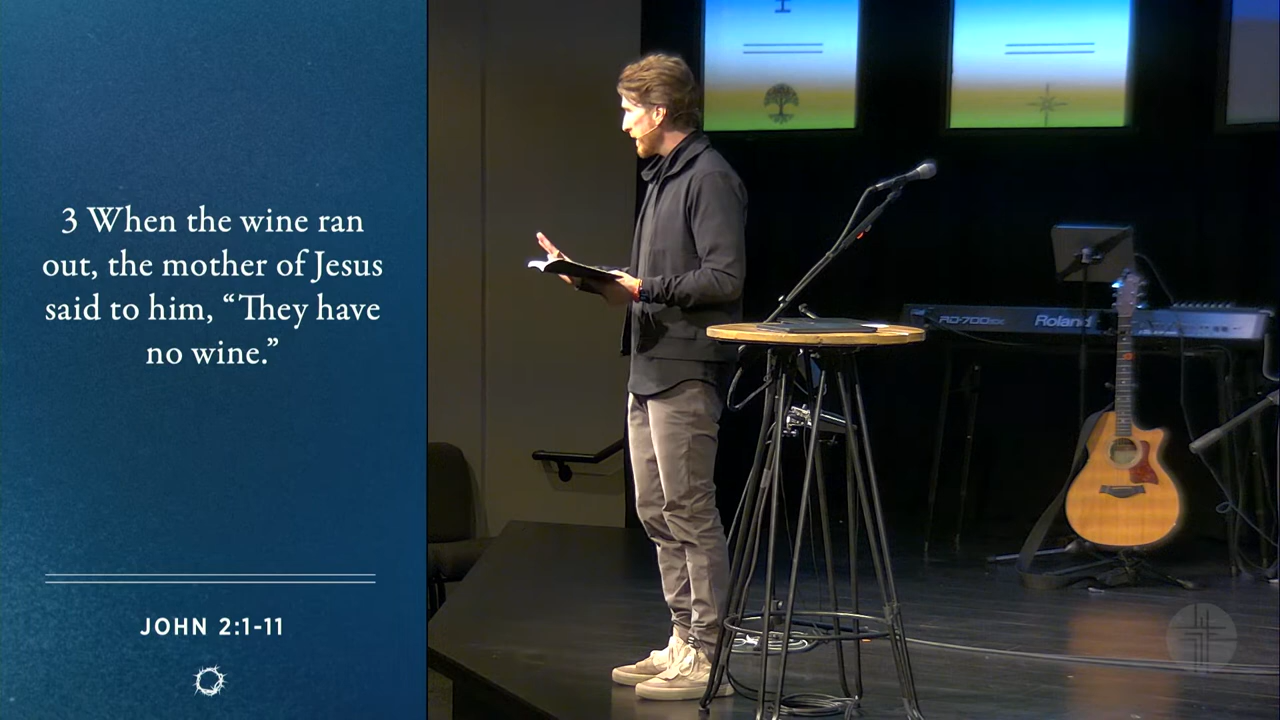 3 When the wine ran
out, the mother of Jesus
said to him, “They have
no wine.”
JOHN 2:1-11
RD-700SX
Roland